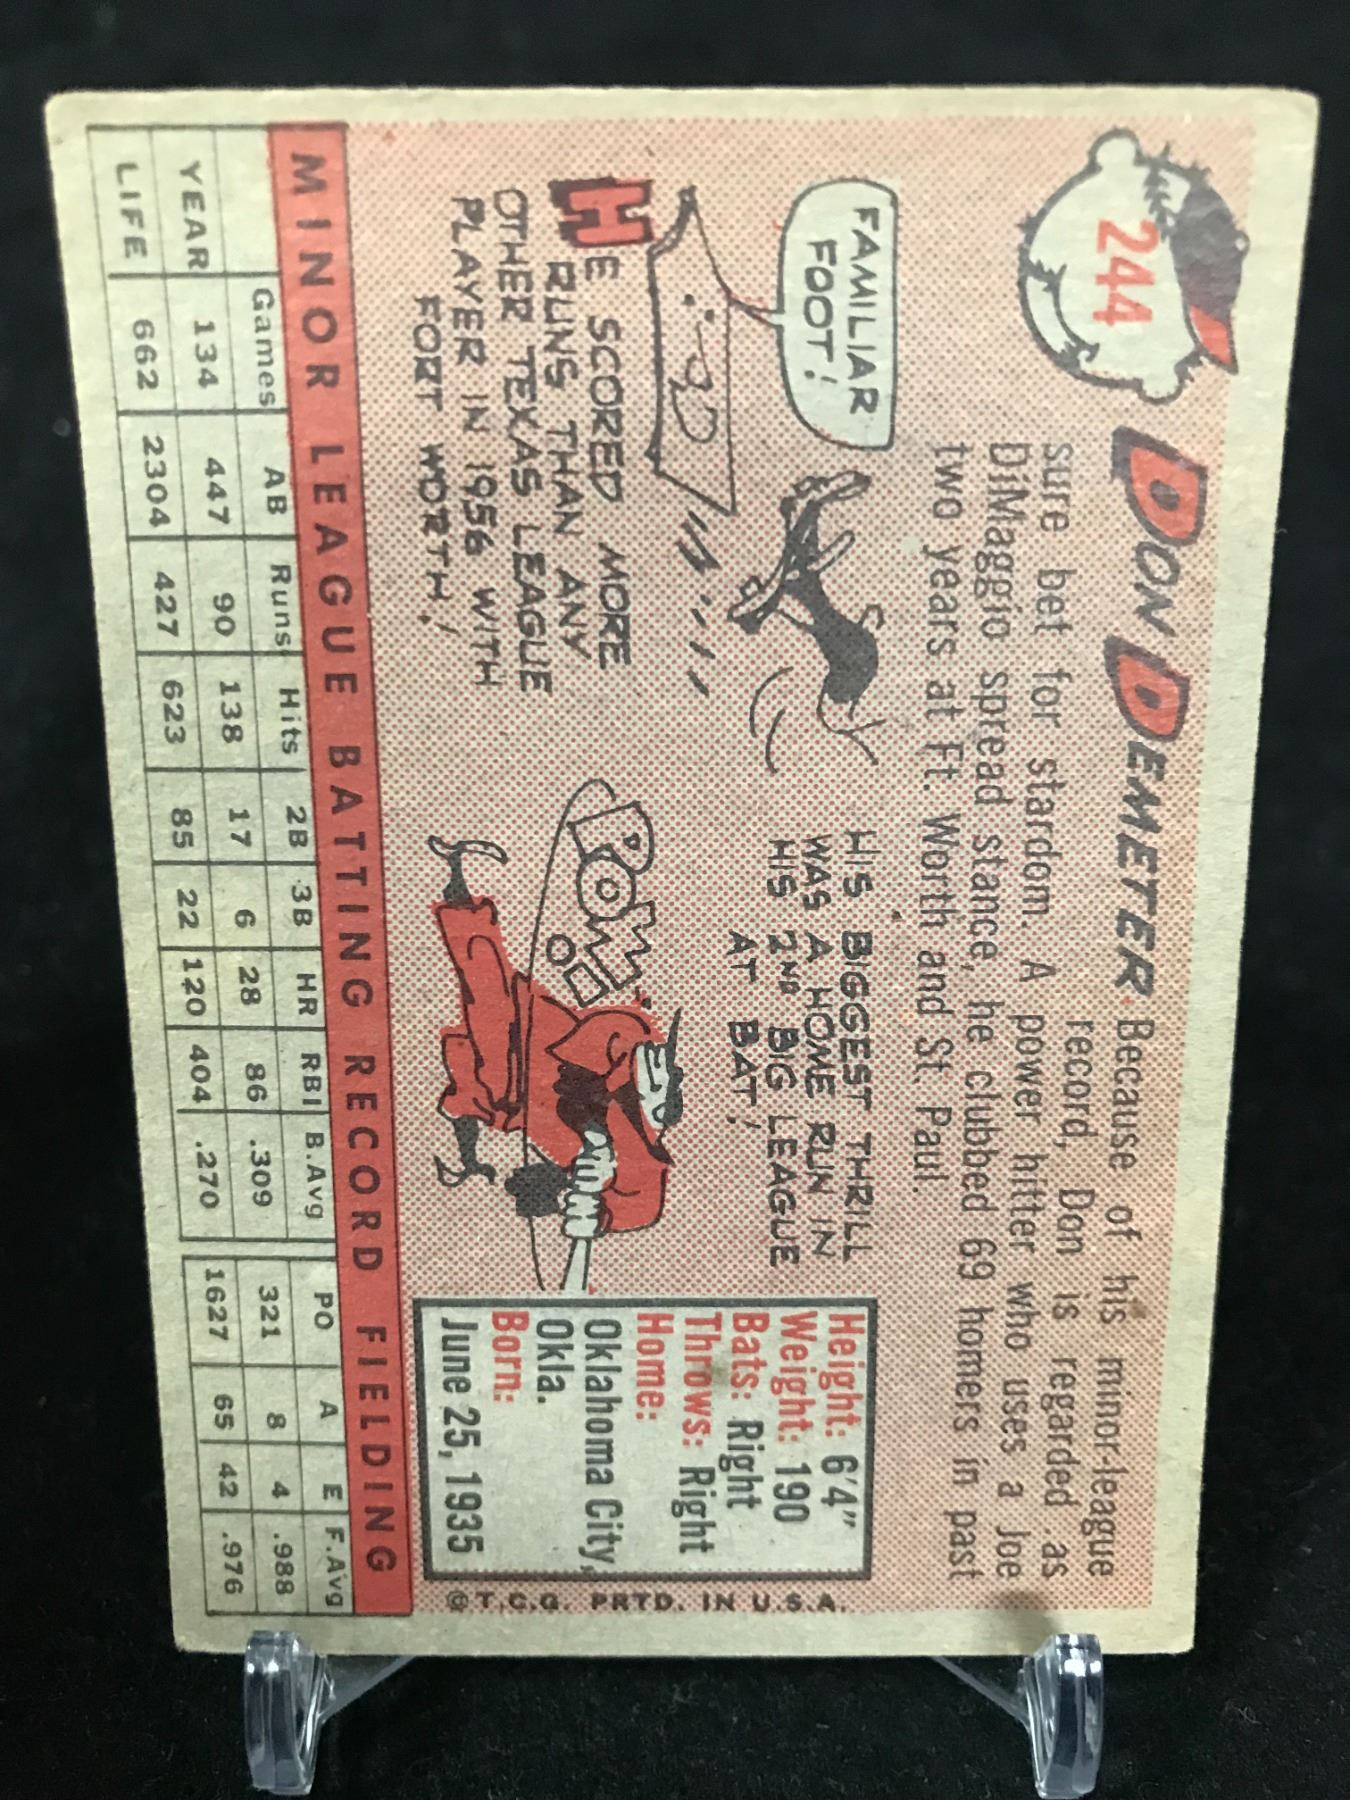 244
DON DEMETER Because of his minor-league
record, Don is regarded as
sure bet for stardom. A power hitter who uses a Joe
DiMaggio spread stance, he clubbed 69 homers in past
two years at Ft. Worth and St. Paul
FAMILIAR
FOOT!
HE SCORED MORE
RUNS THAN ANY
OTHER TEXAS LEAGUE
PLAYER IN 1956 WITH
FORT WORTH!
HIS BIGGEST THRILL
WAS A HOME RUN IN
HIS 2ND BIG LEAGUE
AT BAT!
POW!
Height: 6'4"
Weight: 190
Bats: Right
Throws: Right
Home:
Oklahoma City,
Okla.
Born:
June 25, 1935
© T.C.G. PRTD. IN U.S.A.
MINOR LEAGUE BATTING RECORD FIELDING
Games AB Runs Hits 2B 3B HR RBI B.Avg PO A E F.Avg
YEAR 134 447 90 138 17 6 28 86 .309 321 8 4 .988
LIFE 662 2304 427 623 85 22 120 404 .270 1627 65 42 .976